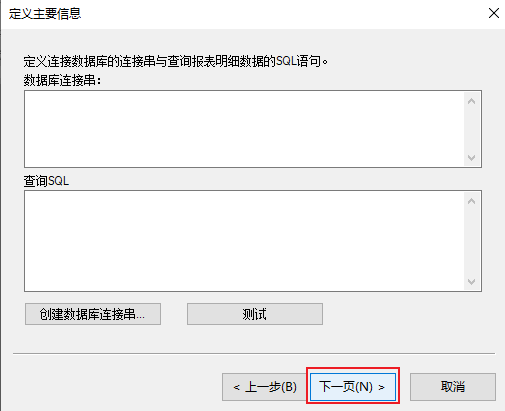 定义主要信息
定义连接数据库的连接串与查询报表明细数据的SQL语句。
数据库连接串：
查询SQL
创建数据库连接串... 测试
< 上一步(B) 下一页(N) > 取消